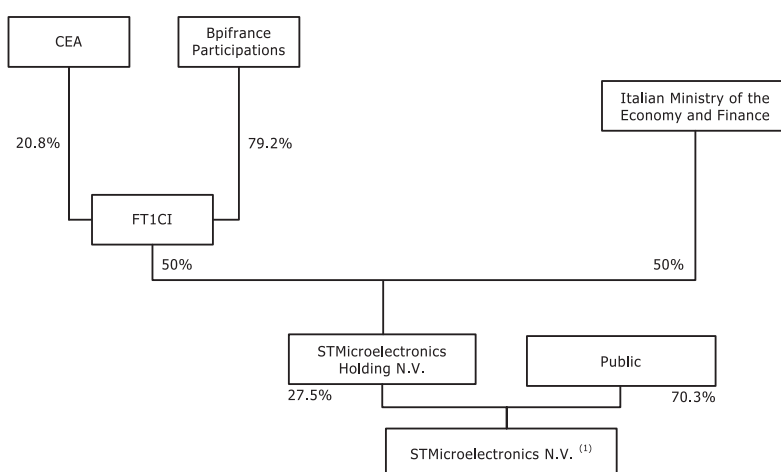 CEA
Bpifrance
Participations
Italian Ministry of the
Economy and Finance
20.8%
79.2%
FT1CI
50%
50%
STMicroelectronics
Holding N.V.
Public
27.5%
70.3%
STMicroelectronics N.V. (1)